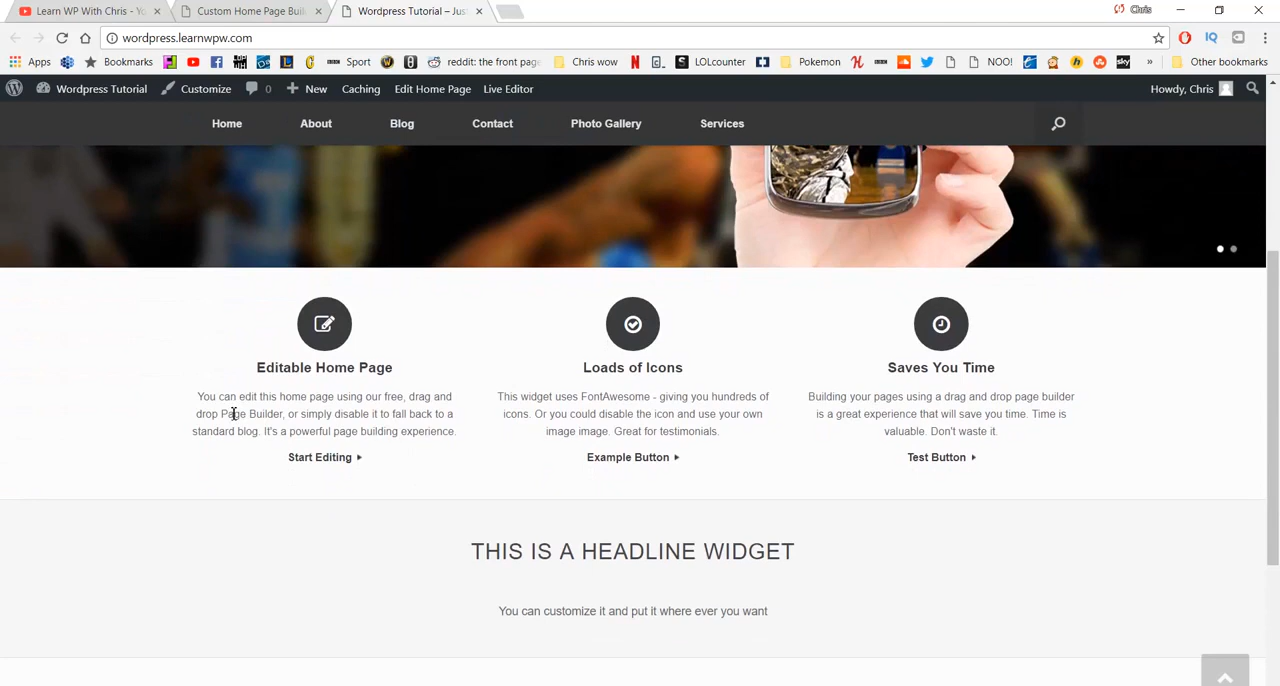 Learn WP With Chris - Yo
Custom Home Page Buil
Wordpress Tutorial – Jus
Chris
wordpress.learnwpw.com
Apps
Bookmarks
Sport
reddit: the front pag
Chris wow
LOLcounter
Pokemon
NOO!
sky
»
Other bookmarks
Wordpress Tutorial
Customize
0
New
Caching
Edit Home Page
Live Editor
Howdy, Chris
Home
About
Blog
Contact
Photo Gallery
Services
Editable Home Page
You can edit this home page using our free, drag and
drop Page Builder, or simply disable it to fall back to a
standard blog. It's a powerful page building experience.
Start Editing
Loads of Icons
This widget uses FontAwesome - giving you hundreds of
icons. Or you could disable the icon and use your own
image image. Great for testimonials.
Example Button
Saves You Time
Building your pages using a drag and drop page builder
is a great experience that will save you time. Time is
valuable. Don't waste it.
Test Button
THIS IS A HEADLINE WIDGET
You can customize it and put it where ever you want